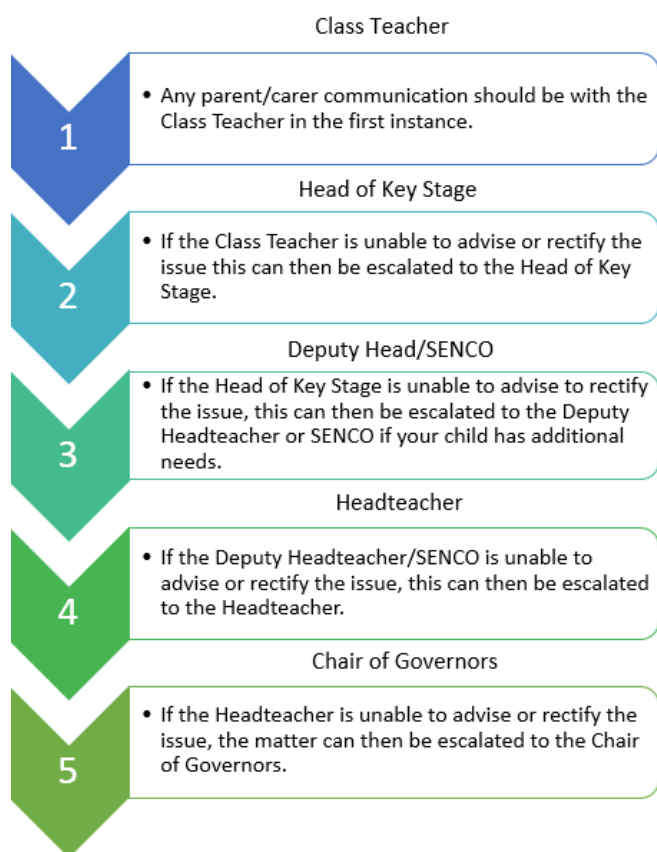 Class Teacher
1
• Any parent/carer communication should be with the
Class Teacher in the first instance.
Head of Key Stage
2
• If the Class Teacher is unable to advise or rectify the
issue this can then be escalated to the Head of Key
Stage.
Deputy Head/SENCO
3
• If the Head of Key Stage is unable to advise to rectify
the issue, this can then be escalated to the Deputy
Headteacher or SENCO if your child has additional
needs.
Headteacher
4
• If the Deputy Headteacher/SENCO is unable to
advise or rectify the issue, this can then be escalated
to the Headteacher.
Chair of Governors
5
• If the Headteacher is unable to advise or rectify the
issue, the matter can then be escalated to the Chair
of Governors.